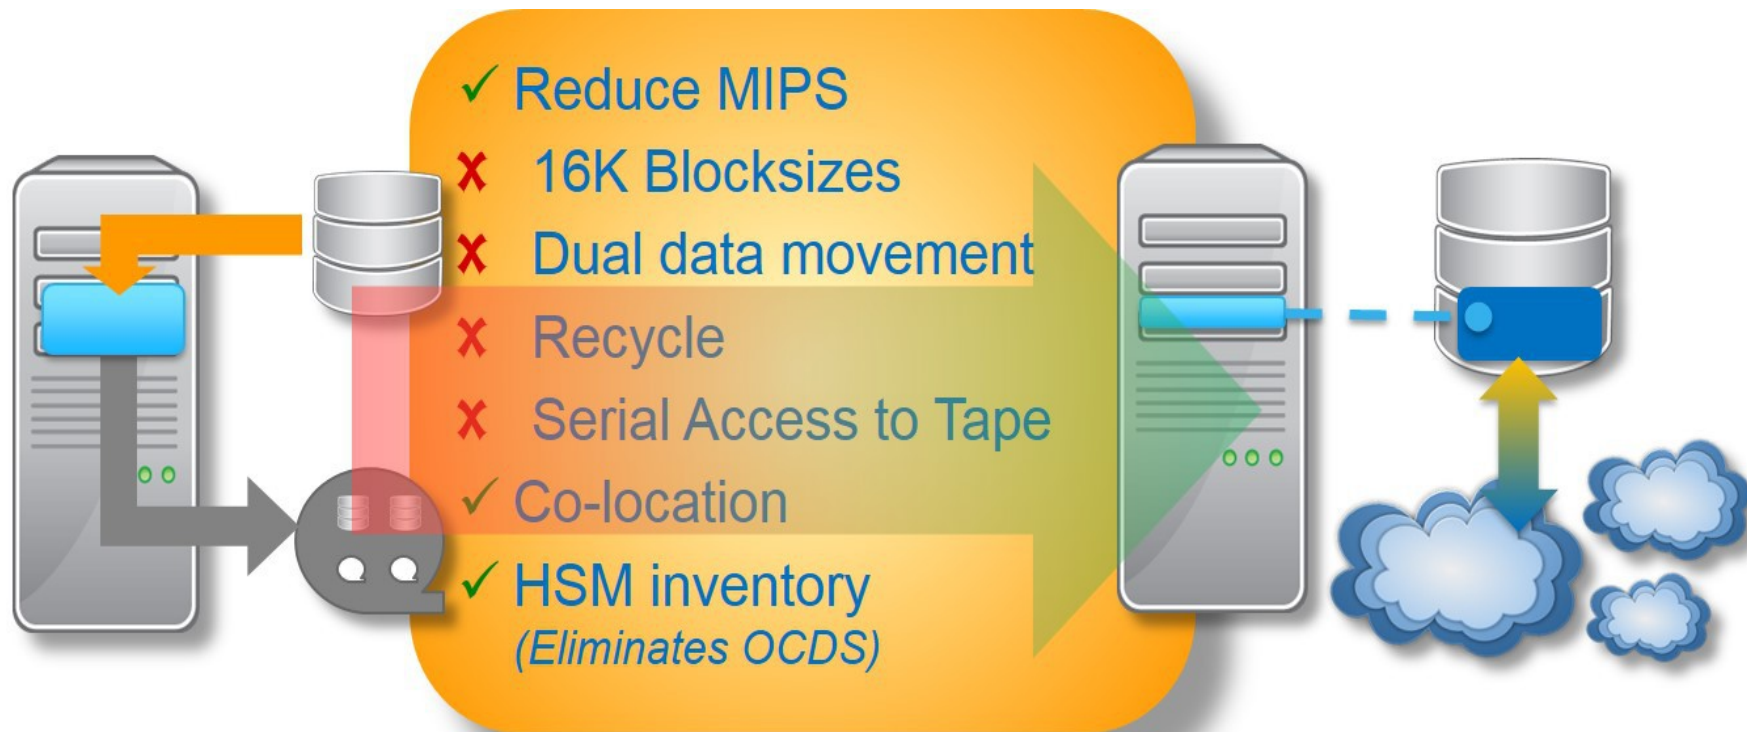 ✓ Reduce MIPS
✗ 16K Blocksizes
✗ Dual data movement
✗ Recycle
✗ Serial Access to Tape
✓ Co-location
✓ HSM inventory
(Eliminates OCDS)